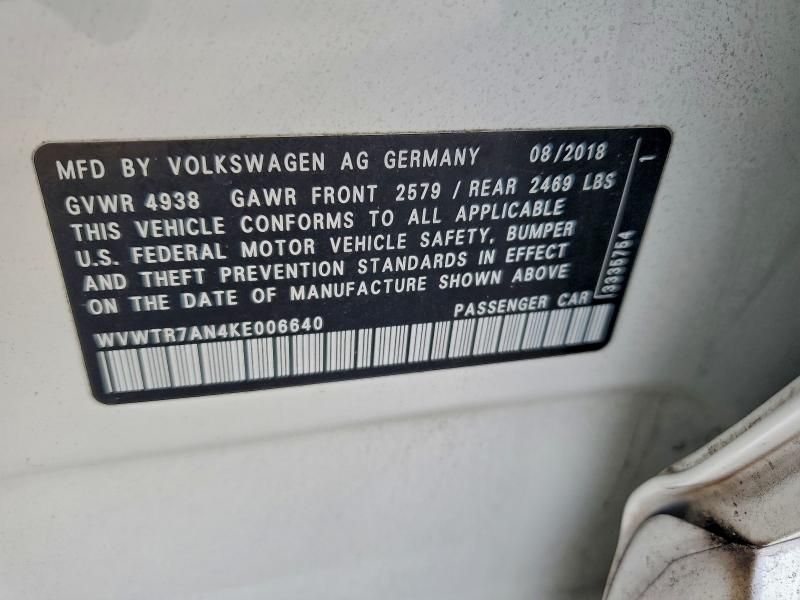 MFD BY VOLKSWAGEN AG GERMANY 08/2018
GVWR 4938 GAWR FRONT 2579 / REAR 2469 LBS
THIS VEHICLE CONFORMS TO ALL APPLICABLE
U.S. FEDERAL MOTOR VEHICLE SAFETY, BUMPER
AND THEFT PREVENTION STANDARDS IN EFFECT
ON THE DATE OF MANUFACTURE SHOWN ABOVE
WVWTR7AN4KE006640 PASSENGER CAR
3335754 1